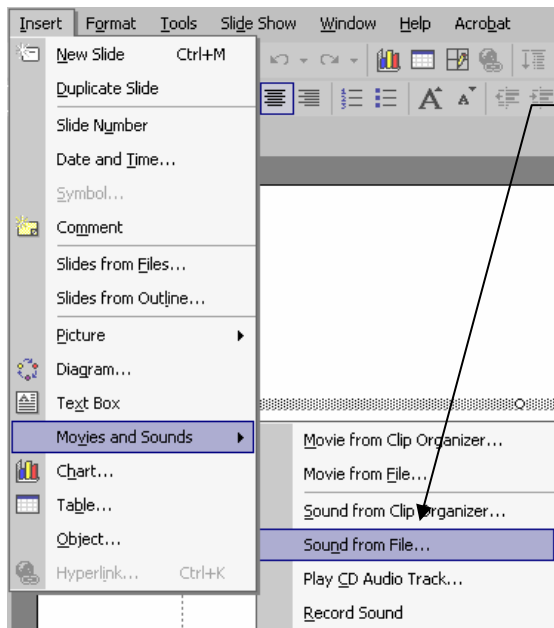 Insert Format Tools Slide Show Window Help Acrobat
New Slide Ctrl+M
Duplicate Slide
Slide Number
Date and Time...
Symbol...
Comment
Slides from Files...
Slides from Outline...
Picture
Diagram...
Text Box
Movies and Sounds
Chart...
Table...
Object...
Hyperlink... Ctrl+K
Movie from Clip Organizer...
Movie from File...
Sound from Clip Organizer...
Sound from File...
Play CD Audio Track...
Record Sound